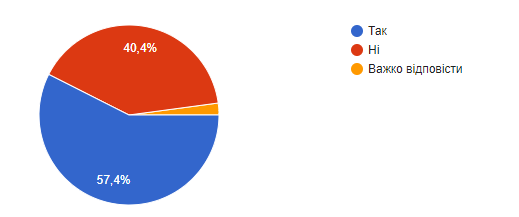 40,4%
57,4%
Так
Ні
Важко відповісти